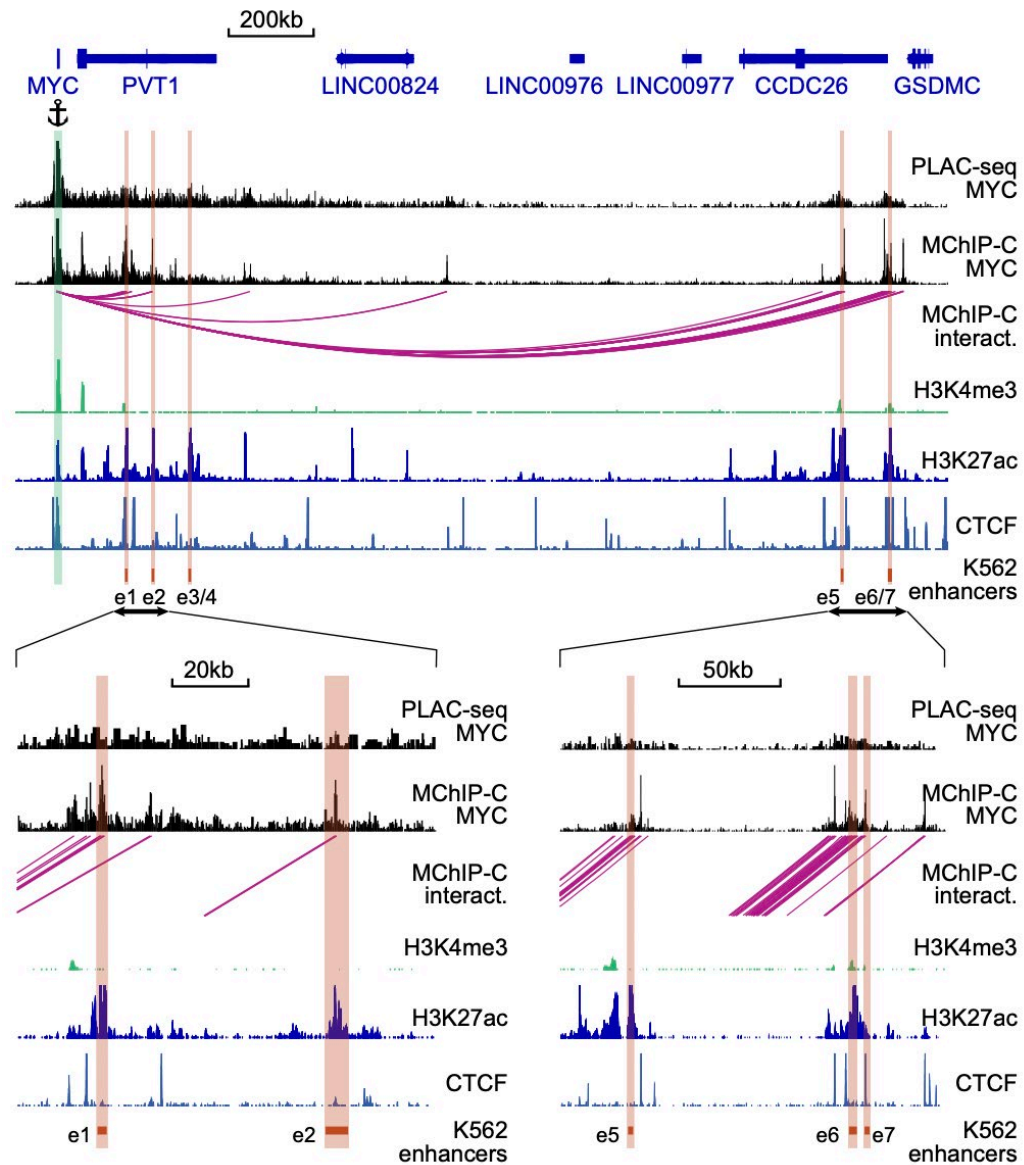 200kb
MYC PVT1 LINC00824 LINC00976 LINC00977 CCDC26 GSDMC
PLAC-seq
MYC
MChIP-C
MYC
MChIP-C
interact.
H3K4me3
H3K27ac
CTCF
K562
enhancers
e1 e2 e3/4 e5 e6/7
20kb
PLAC-seq
MYC
MChIP-C
MYC
MChIP-C
interact.
H3K4me3
H3K27ac
CTCF
e1 e2 K562
enhancers
50kb
PLAC-seq
MYC
MChIP-C
MYC
MChIP-C
interact.
H3K4me3
H3K27ac
CTCF
e5 e6 e7 K562
enhancers